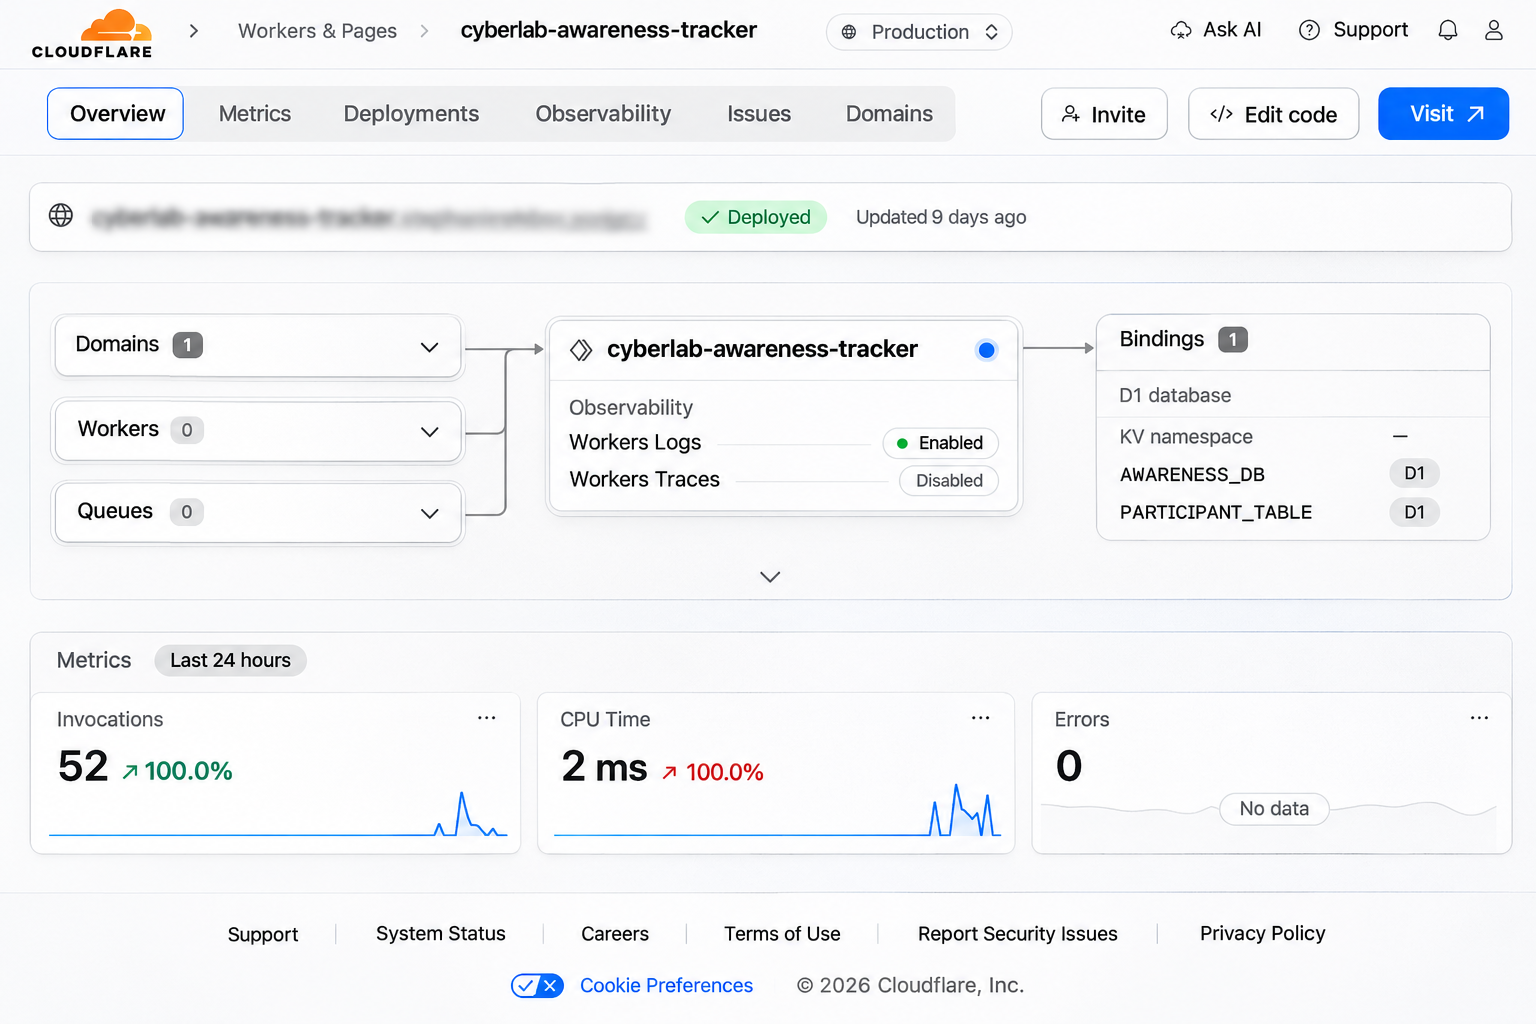 CLOUDFLARE
Workers & Pages
cyberlab-awareness-tracker
Production
Ask AI
Support
Overview
Metrics
Deployments
Observability
Issues
Domains
Invite
</> Edit code
Visit
Deployed
Updated 9 days ago
Domains 1
Workers 0
Queues 0
cyberlab-awareness-tracker
Observability
Workers Logs Enabled
Workers Traces Disabled
Bindings 1
D1 database
KV namespace —
AWARENESS_DB D1
PARTICIPANT_TABLE D1
Metrics Last 24 hours
Invocations
52 100.0%
CPU Time
2 ms 100.0%
Errors
0
No data
Support
System Status
Careers
Terms of Use
Report Security Issues
Privacy Policy
Cookie Preferences
© 2026 Cloudflare, Inc.